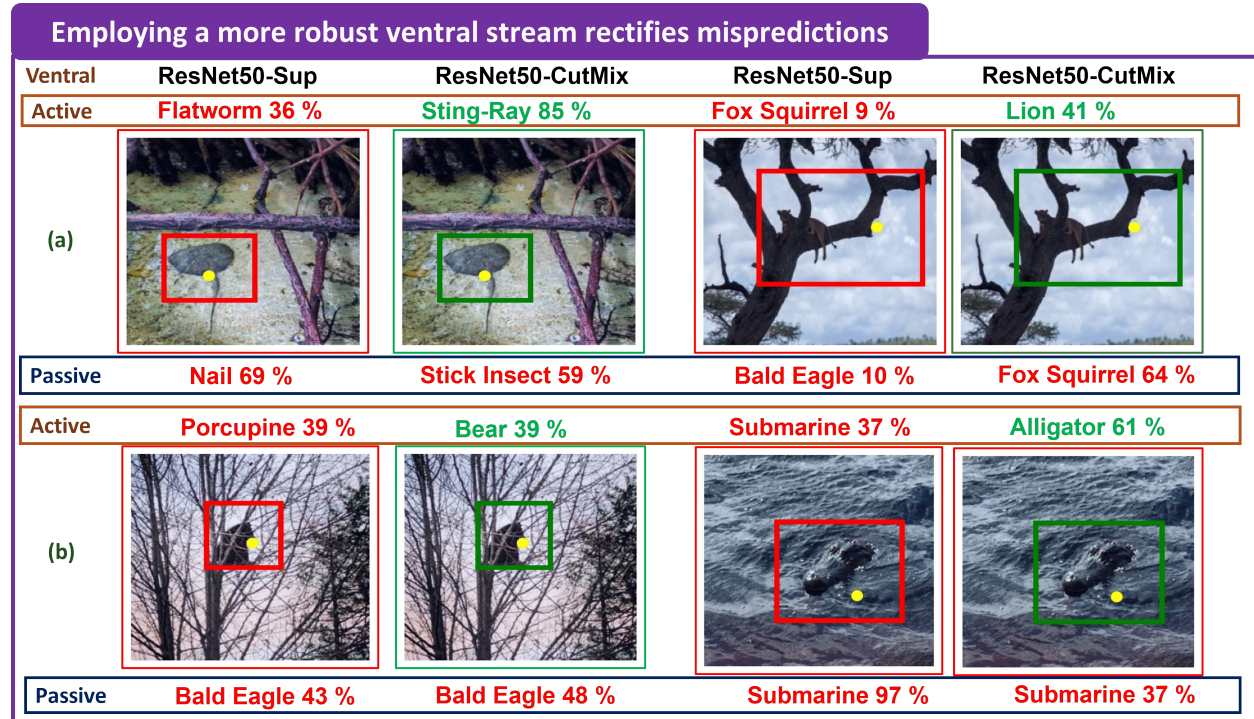 Employing a more robust ventral stream rectifies mispredictions
Ventral ResNet50-Sup ResNet50-CutMix ResNet50-Sup ResNet50-CutMix
Active Flatworm 36 % Sting-Ray 85 % Fox Squirrel 9 % Lion 41 %
(a)
Passive Nail 69 % Stick Insect 59 % Bald Eagle 10 % Fox Squirrel 64 %
Active Porcupine 39 % Bear 39 % Submarine 37 % Alligator 61 %
(b)
Passive Bald Eagle 43 % Bald Eagle 48 % Submarine 97 % Submarine 37 %